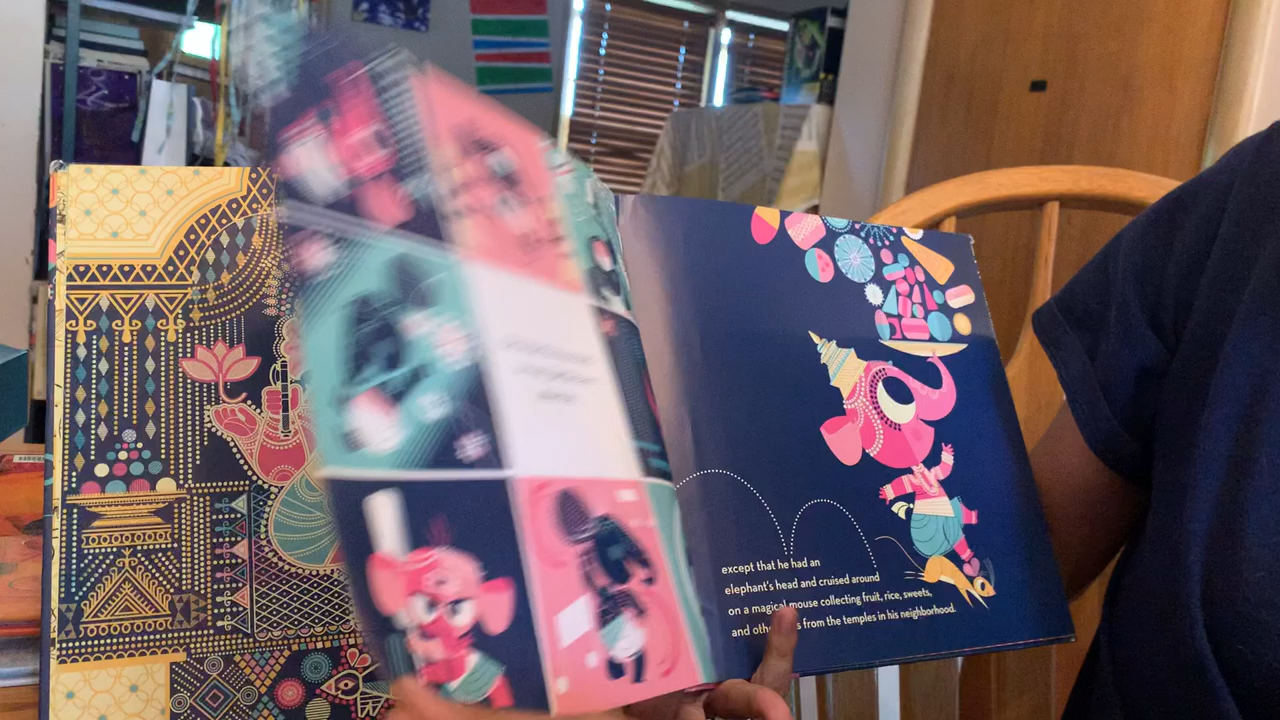 except that he had an
elephant's head and cruised around
on a magical mouse collecting fruit, rice, sweets,
and from the temples in his neighborhood.